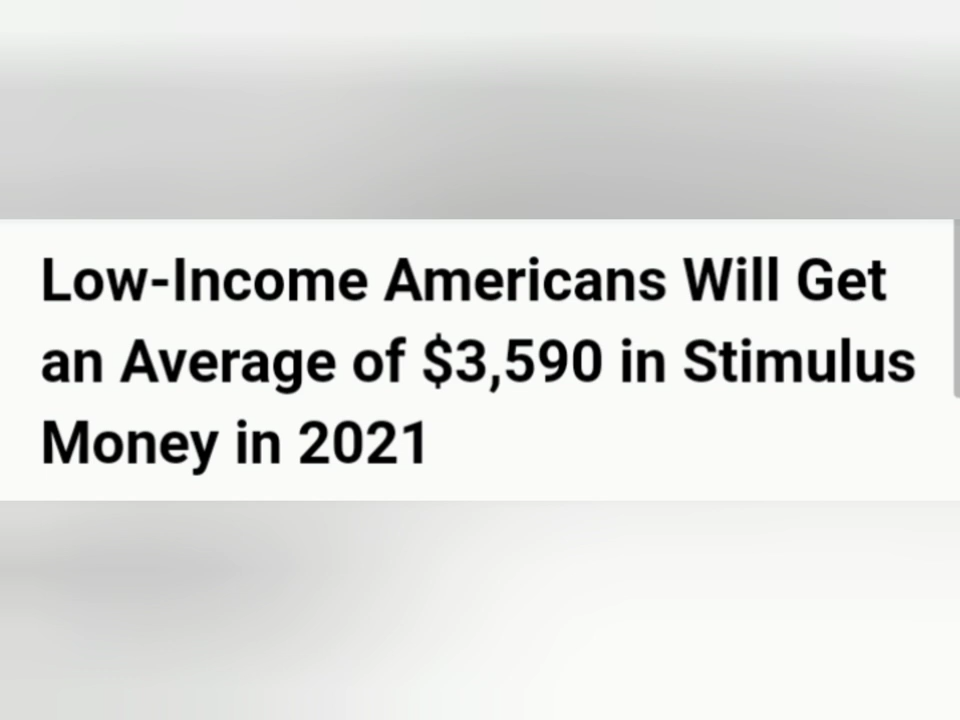 Low-Income Americans Will Get
an Average of $3,590 in Stimulus
Money in 2021